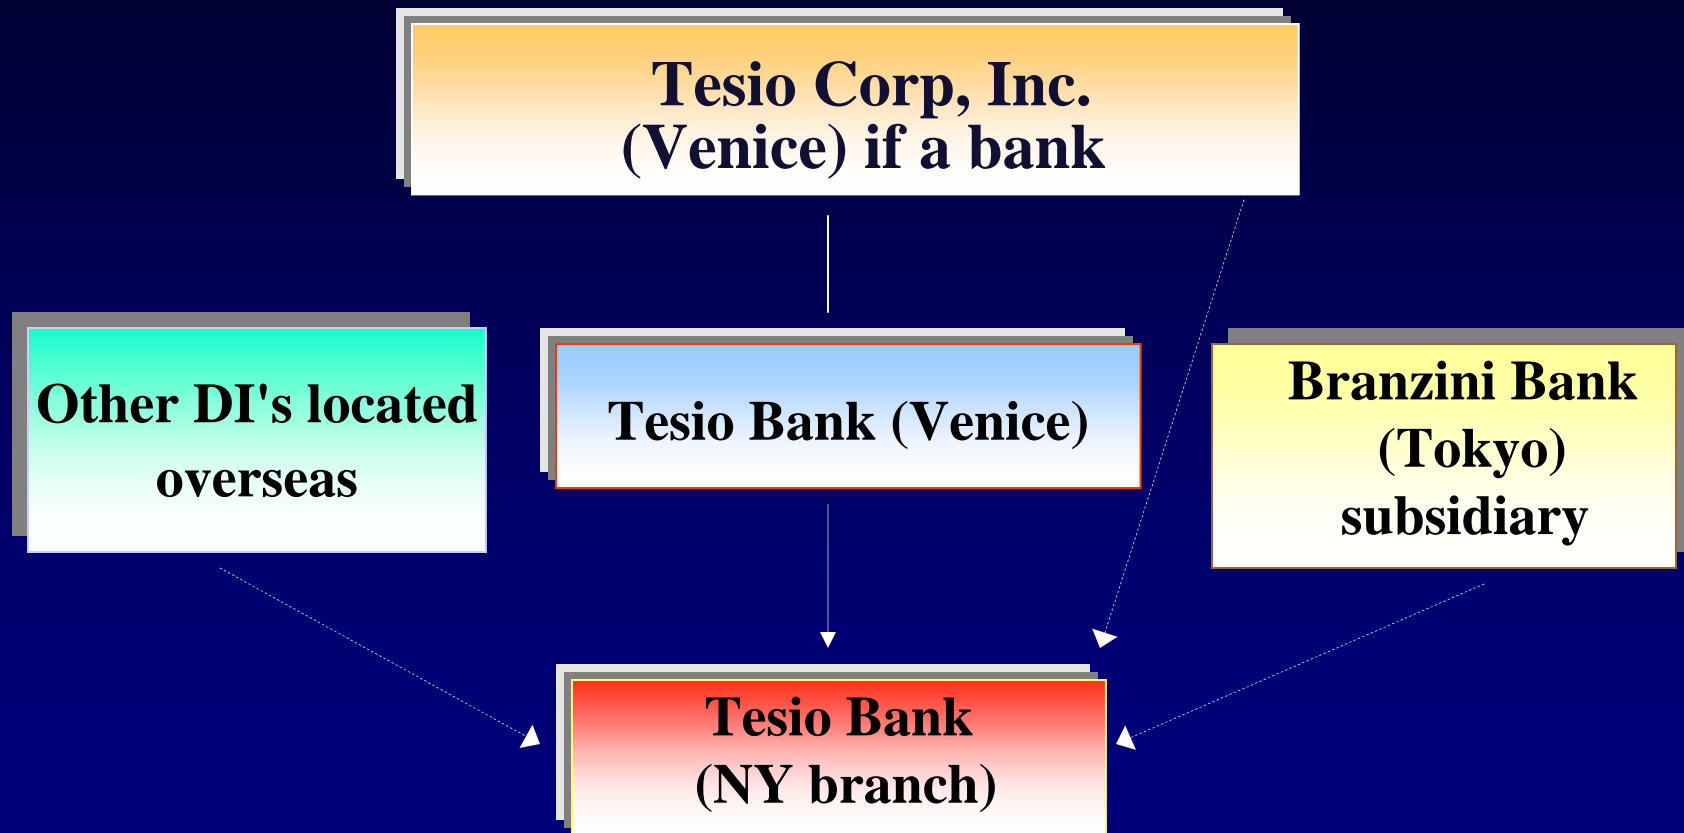 Tesio Corp, Inc.
(Venice) if a bank
Other DI's located
overseas
Tesio Bank (Venice)
Branzini Bank
(Tokyo)
subsidiary
Tesio Bank
(NY branch)